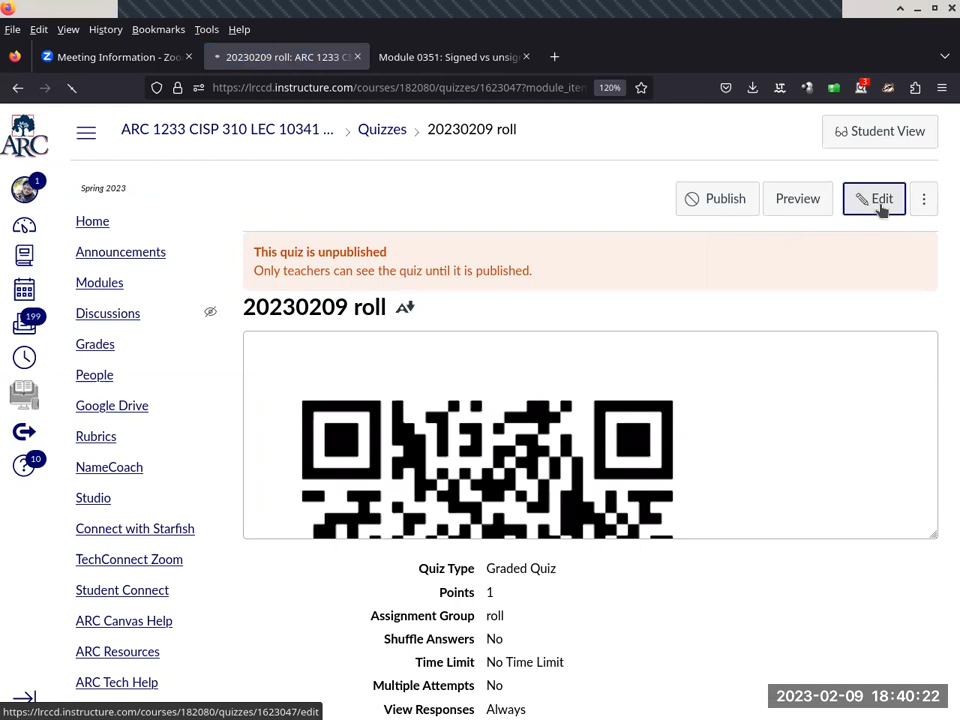 File Edit View History Bookmarks Tools Help
Meeting Information - Zoo
20230209 roll: ARC 1233 C
Module 0351: Signed vs unsig
https://lrccd.instructure.com/courses/182080/quizzes/1623047?module_iten
120%
3
ARC
ARC 1233 CISP 310 LEC 10341 ... › Quizzes › 20230209 roll
Student View
1
Spring 2023
Publish
Preview
Edit
Home
This quiz is unpublished
Announcements
Only teachers can see the quiz until it is published.
Modules
20230209 roll
199
Discussions
Grades
People
Google Drive
Rubrics
10
NameCoach
Studio
Connect with Starfish
TechConnect Zoom
Student Connect
ARC Canvas Help
ARC Resources
ARC Tech Help
Quiz Type Graded Quiz
Points 1
Assignment Group roll
Shuffle Answers No
Time Limit No Time Limit
Multiple Attempts No
View Responses Always
2023-02-09 18:40:22
https://lrccd.instructure.com/courses/182080/quizzes/1623047/edit